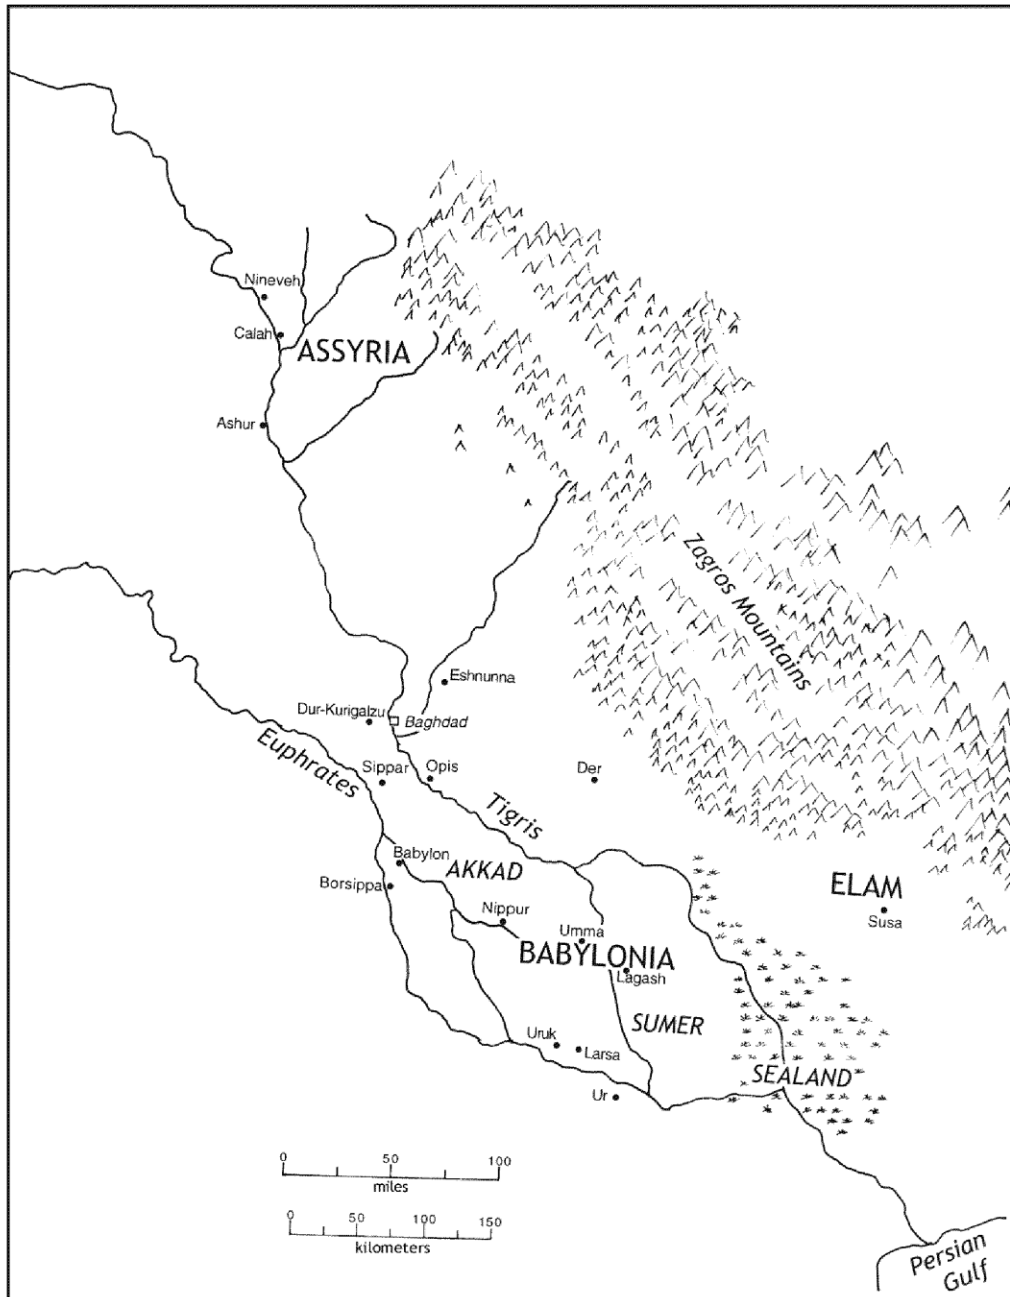 Nineveh
Calah
ASSYRIA
Ashur
Zagros Mountains
Eshnunna
Dur-Kurigalzu
Baghdad
Euphrates
Sippar
Opis
Der
Tigris
Babylon
AKKAD
Borsippa
ELAM
Susa
Nippur
Umma
BABYLONIA
Lagash
SUMER
Uruk
Larsa
SEALAND
Ur
0 50 100
miles
0 50 100 150
kilometers
Persian
Gulf